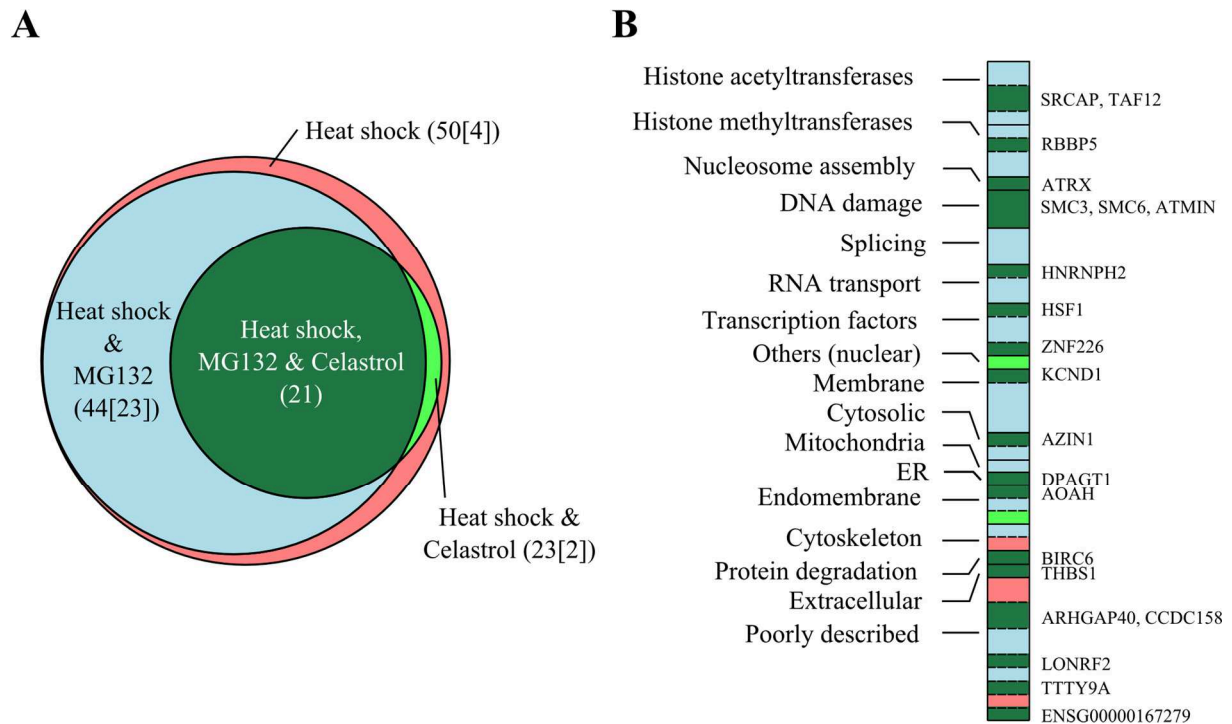 A
Heat shock (50[4])
Heat shock
&
MG132
(44[23])
Heat shock,
MG132 & Celastrol
(21)
Heat shock &
Celastrol (23[2])
B
Histone acetyltransferases
Histone methyltransferases
Nucleosome assembly
DNA damage
Splicing
RNA transport
Transcription factors
Others (nuclear)
Membrane
Cytosolic
Mitochondria
ER
Endomembrane
Cytoskeleton
Protein degradation
Extracellular
Poorly described
SRCAP, TAF12
RBBP5
ATRX
SMC3, SMC6, ATMIN
HNRNPH2
HSF1
ZNF226
KCND1
AZIN1
DPAGT1
AOAH
BIRC6
THBS1
ARHGAP40, CCDC158
LONRF2
TTTY9A
ENSG00000167279